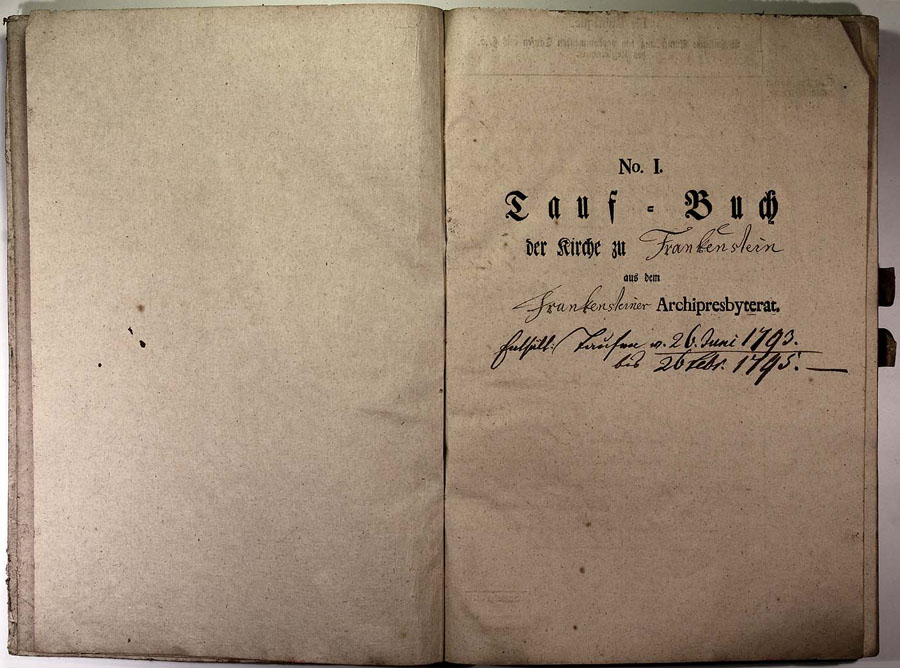 No. I.
Tauf-Buch
der Kirche zu Frankenstein
aus dem
Frankensteiner Archipresbyterat.
Enthält: Taufen v. 26. Juni 1793.
bis 26 Febr. 1795. —